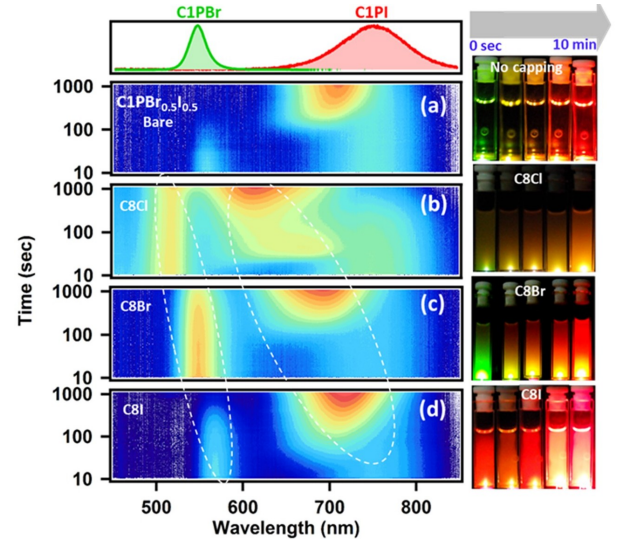 C1PBr C1PI
0 sec 10 min
No capping
1000
C1PBr0.5I0.5
Bare
(a)
100
10
C8Cl
1000
C8Cl
(b)
100
10
C8Br
1000
C8Br
(c)
100
10
C8I
1000
C8I
(d)
100
10
Time (sec)
500 600 700 800
Wavelength (nm)